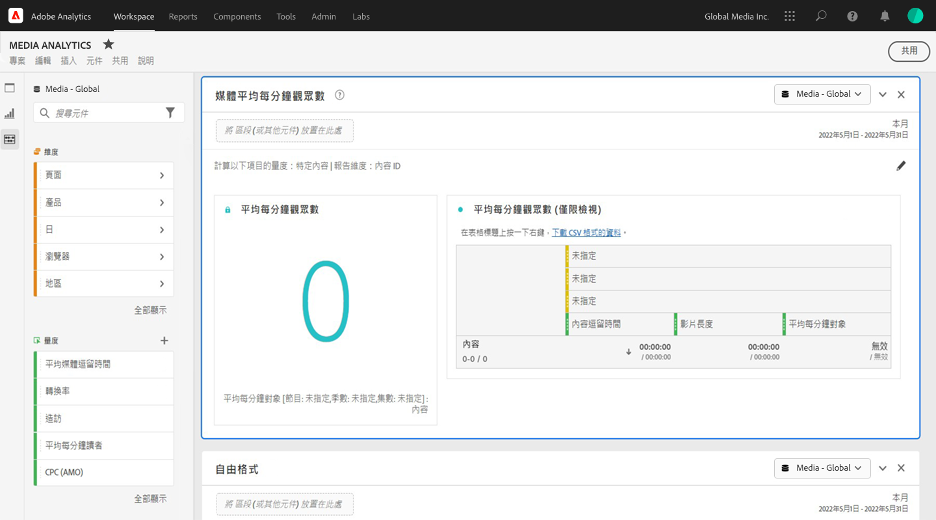 Adobe Analytics Workspace Reports Components Tools Admin Labs Global Media Inc.
MEDIA ANALYTICS
專案 編輯 插入 元件 共用 說明
共用
Media - Global
搜尋元件
維度
頁面
產品
日
瀏覽器
地區
全部顯示
量度
平均媒體逗留時間
轉換率
造訪
平均每分鐘讀者
CPC (AMO)
全部顯示
媒體平均每分鐘觀眾數
Media - Global
將 區段 (或其他元件) 放置在此處
本月
2022年5月1日 - 2022年5月31日
計算以下項目的量度：特定內容 | 報告維度：內容 ID
平均每分鐘觀眾數
0
平均每分鐘對象 [節目: 未指定,季數: 未指定,集數: 未指定] :
內容
平均每分鐘觀眾數 (僅限檢視)
在表格標題上按一下右鍵，下載 CSV 格式的資料。
未指定
未指定
未指定
內容逗留時間 影片長度 平均每分鐘對象
內容
0-0 / 0
00:00:00 00:00:00 無效
/ 00:00:00 / 00:00:00 / 無效
自由格式
Media - Global
將 區段 (或其他元件) 放置在此處
本月
2022年5月1日 - 2022年5月31日